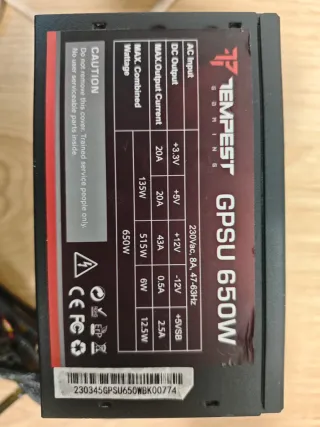 TEMPEST
GAMING
GPSU 650W
AC Input 230Vac, 8A, 47-63Hz
DC Output +3.3V +5V +12V -12V +5VSB
MAX.Output Current 20A 20A 43A 0.5A 2.5A
MAX. Combined Wattage 135W 515W 6W 12.5W
650W
CAUTION
Do not remove this cover. Trained service people only.
No user serviceable parts inside.
CE
230345GPSU650WBK00774